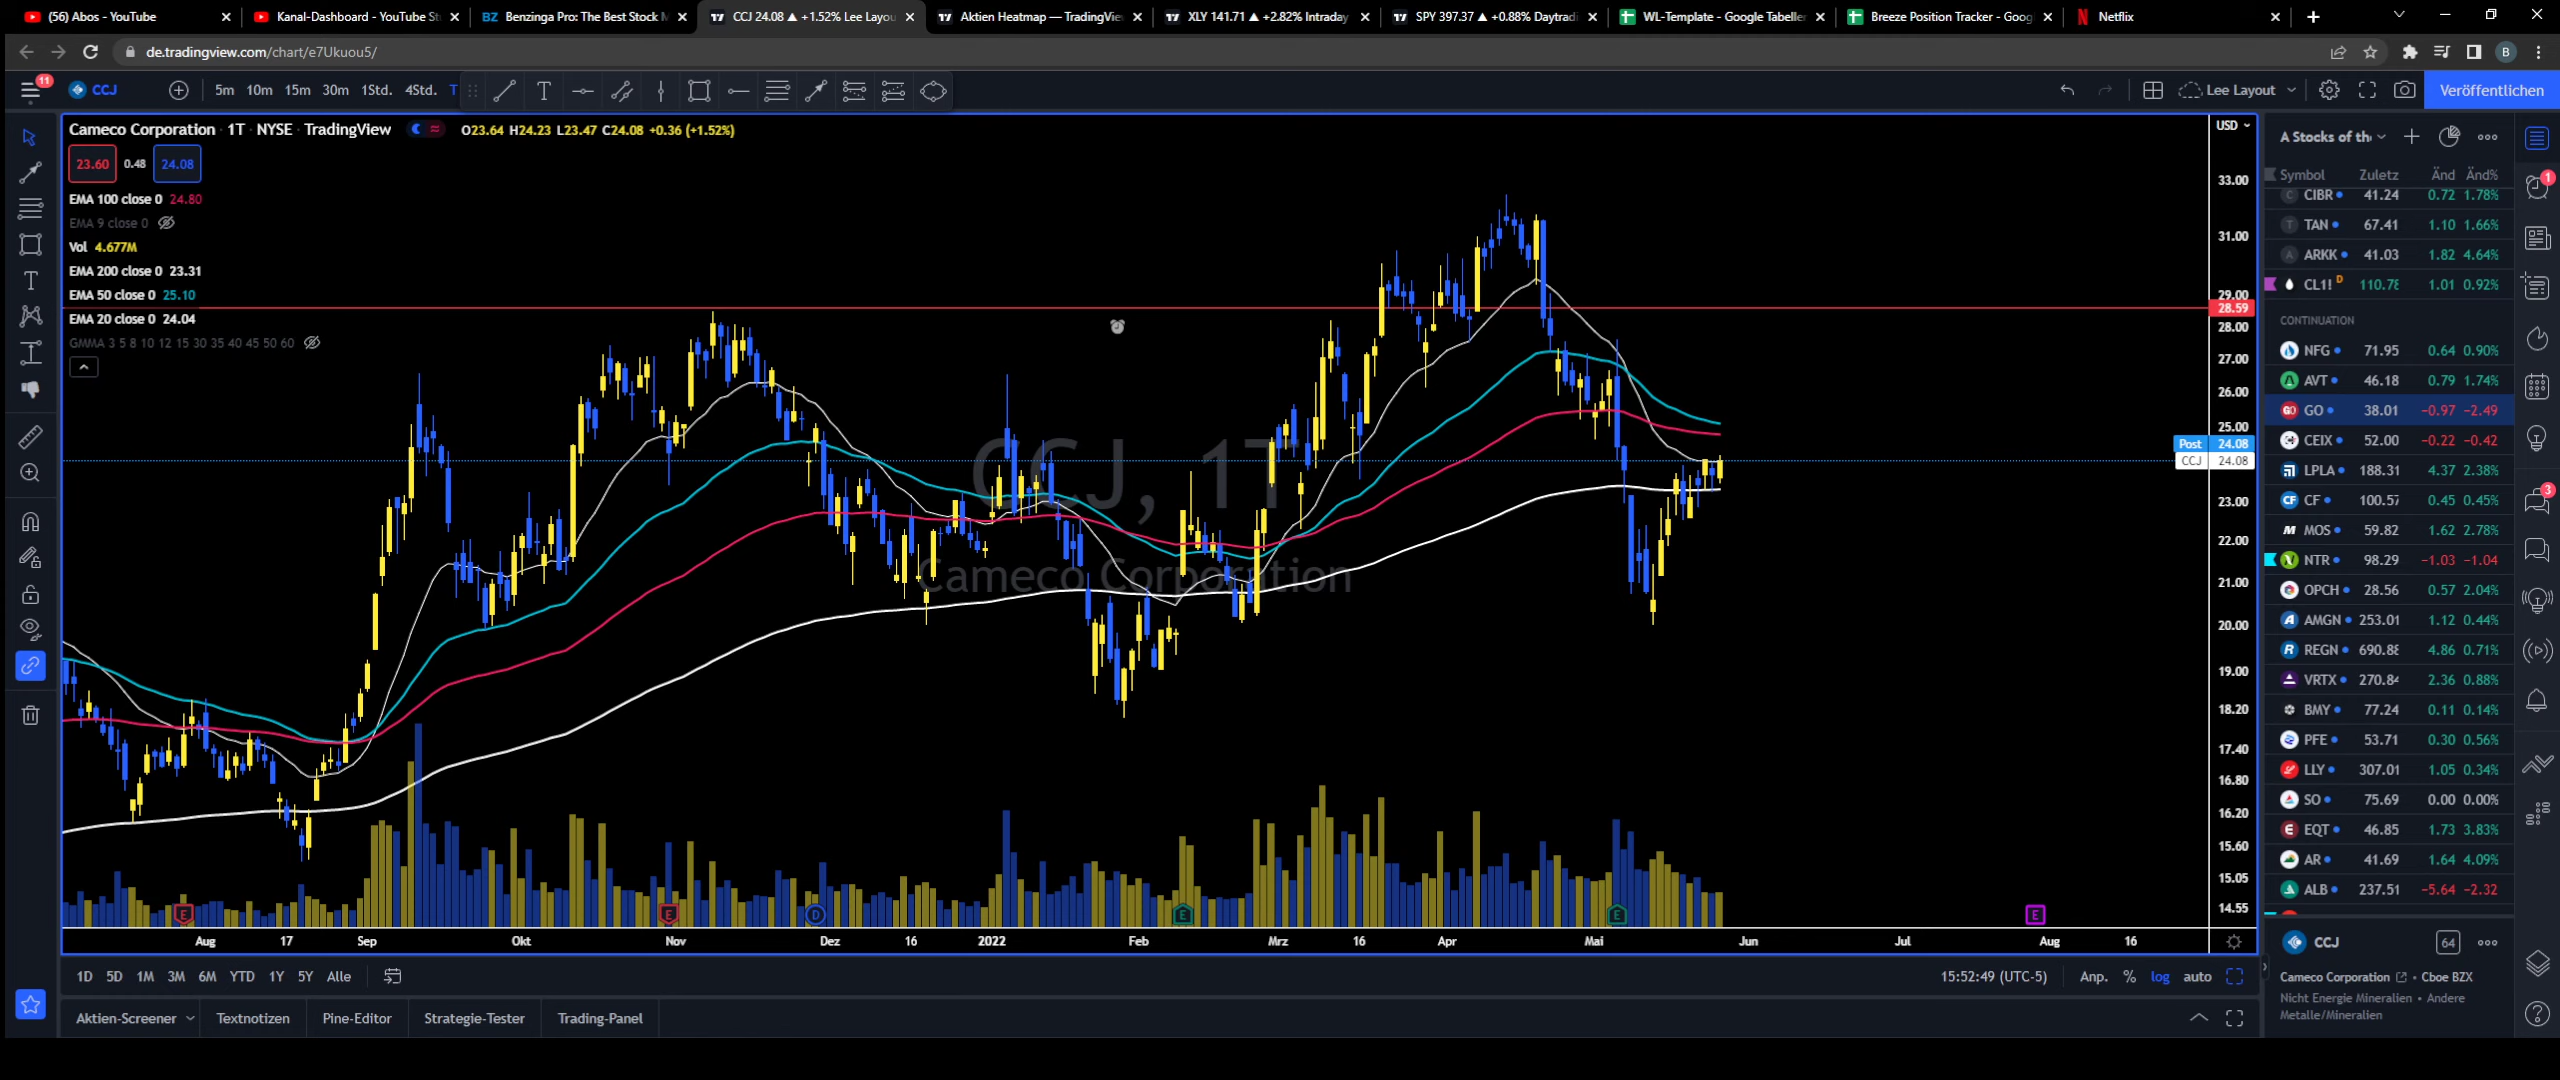 (56) Abos - YouTube
Kanal-Dashboard - YouTube St
BZ Benzinga Pro: The Best Stock M
CCJ 24.08 ▲ +1.52% Lee Layou
Aktien Heatmap — TradingVie
XLY 141.71 ▲ +2.82% Intraday
SPY 397.37 ▲ +0.88% Daytradi
WL-Template - Google Tabeller
Breeze Position Tracker - Goog
Netflix
de.tradingview.com/chart/e7Ukuou5/
B
11
CCJ
5m 10m 15m 30m 1Std. 4Std. T
Lee Layout
Veröffentlichen
Cameco Corporation · 1T · NYSE · TradingView
O23.64 H24.23 L23.47 C24.08 +0.36 (+1.52%)
23.60 0.48 24.08
EMA 100 close 0 24.80
EMA 9 close 0
Vol 4.677M
EMA 200 close 0 23.31
EMA 50 close 0 25.10
EMA 20 close 0 24.04
GMMA 3 5 8 10 12 15 30 35 40 45 50 60
CCJ, 1T
Cameco Corporation
USD
33.00
31.00
29.00
28.59
28.00
27.00
26.00
25.00
Post 24.08
CCJ 24.08
23.00
22.00
21.00
20.00
19.00
18.20
17.40
16.80
16.20
15.60
15.05
14.55
E E D E E E
Aug 17 Sep Okt Nov Dez 16 2022 Feb Mrz 16 Apr Mai Jun Jul Aug 16
1D 5D 1M 3M 6M YTD 1Y 5Y Alle
15:52:49 (UTC-5)
Anp. % log auto
Aktien-Screener Textnotizen Pine-Editor Strategie-Tester Trading-Panel
A Stocks of th
Symbol Zuletz Änd Änd%
CIBR 41.24 0.72 1.78%
TAN 67.41 1.10 1.66%
ARKK 41.03 1.82 4.64%
CL1! D 110.78 1.01 0.92%
CONTINUATION
NFG 71.95 0.64 0.90%
AVT 46.18 0.79 1.74%
GO 38.01 −0.97 −2.49
CEIX 52.00 −0.22 −0.42
LPLA 188.31 4.37 2.38%
CF 100.57 0.45 0.45%
MOS 59.82 1.62 2.78%
NTR 98.29 −1.03 −1.04
OPCH 28.56 0.57 2.04%
AMGN 253.01 1.12 0.44%
REGN 690.88 4.86 0.71%
VRTX 270.84 2.36 0.88%
BMY 77.24 0.11 0.14%
PFE 53.71 0.30 0.56%
LLY 307.01 1.05 0.34%
SO 75.69 0.00 0.00%
EQT 46.85 1.73 3.83%
AR 41.69 1.64 4.09%
ALB 237.51 −5.64 −2.32
CCJ 64
Cameco Corporation • Cboe BZX
Nicht Energie Mineralien • Andere
Metalle/Mineralien
1
3